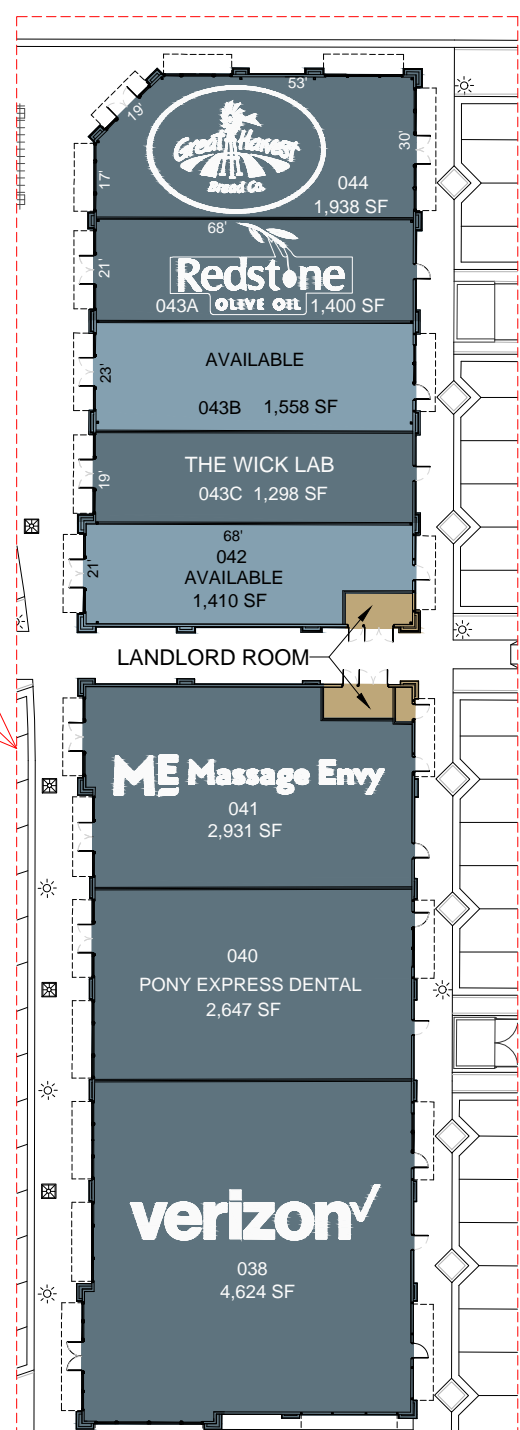 53'
19'
Great Harvest
Bread Co.
30'
17'
044
1,938 SF
68'
Redstone
OLIVE OIL
21'
043A
1,400 SF
AVAILABLE
23'
043B 1,558 SF
THE WICK LAB
19'
043C 1,298 SF
68'
042
21'
AVAILABLE
1,410 SF
LANDLORD ROOM
ME Massage Envy
041
2,931 SF
040
PONY EXPRESS DENTAL
2,647 SF
verizon
038
4,624 SF